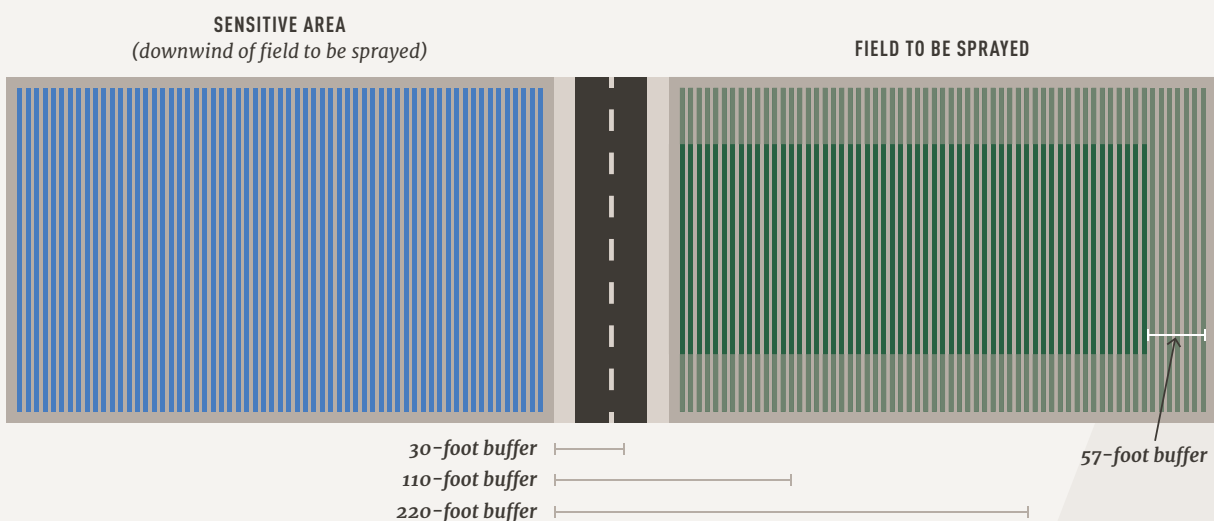 SENSITIVE AREA
(downwind of field to be sprayed)
FIELD TO BE SPRAYED
30-foot buffer
110-foot buffer
220-foot buffer
57-foot buffer